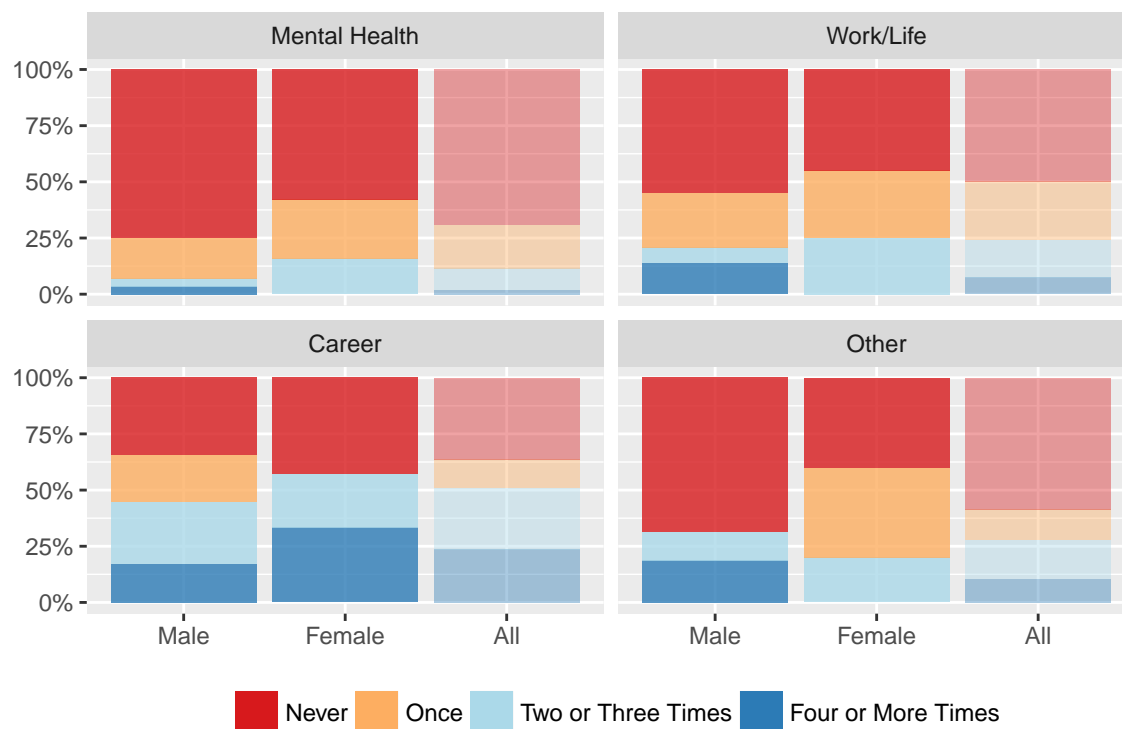 Mental Health
Work/Life
100%
75%
50%
25%
0%
Career
Other
100%
75%
50%
25%
0%
Male Female All
Male Female All
Never Once Two or Three Times Four or More Times